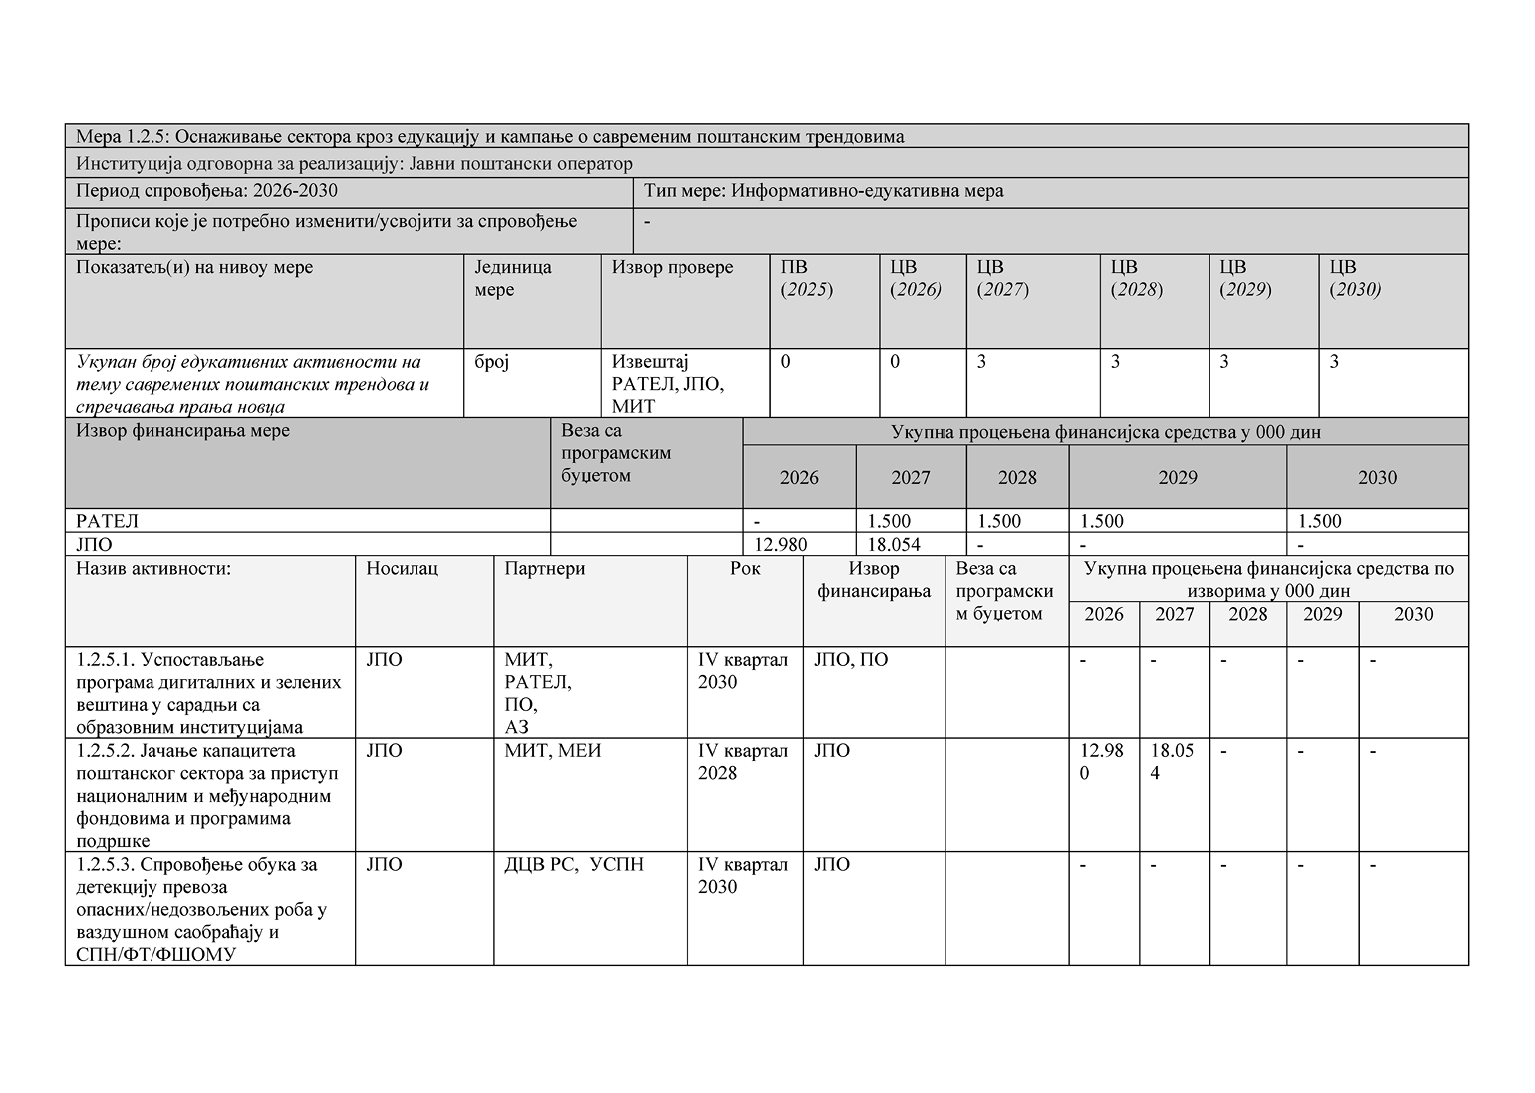 Мера 1.2.5: Оснаживање сектора кроз едукацију и кампање о савременим поштанским трендовима
Институција одговорна за реализацију: Јавни поштански оператор
Период спровођења: 2026-2030
Тип мере: Информативно-едукативна мера
Прописи које је потребно изменити/усвојити за спровођење
мере:
-
Показатељ(и) на нивоу мере
Јединица
мере
Извор провере
ПВ
(2025)
ЦВ
(2026)
ЦВ
(2027)
ЦВ
(2028)
ЦВ
(2029)
ЦВ
(2030)
Укупан број едукативних активности на
тему савремених поштанских трендова и
спречавања прања новца
број
Извештај
РАТЕЛ, ЈПО,
МИТ
0
0
3
3
3
3
Извор финансирања мере
Веза са
програмским
буџетом
Укупна процењена финансијска средства у 000 дин
2026
2027
2028
2029
2030
РАТЕЛ
-
1.500
1.500
1.500
1.500
ЈПО
12.980
18.054
-
-
-
Назив активности:
Носилац
Партнери
Рок
Извор
финансирања
Веза са
програмски
м буџетом
Укупна процењена финансијска средства по
изворима у 000 дин
2026
2027
2028
2029
2030
1.2.5.1. Успостављање
програма дигиталних и зелених
вештина у сарадњи са
образовним институцијама
ЈПО
МИТ,
РАТЕЛ,
ПО,
АЗ
IV квартал
2030
ЈПО, ПО
-
-
-
-
-
1.2.5.2. Јачање капацитета
поштанског сектора за приступ
националним и међународним
фондовима и програмима
подршке
ЈПО
МИТ, МЕИ
IV квартал
2028
ЈПО
12.98
0
18.05
4
-
-
-
1.2.5.3. Спровођење обука за
детекцију превоза
опасних/недозвољених роба у
ваздушном саобраћају и
СПН/ФТ/ФШОМУ
ЈПО
ДЦВ РС,  УСПН
IV квартал
2030
ЈПО
-
-
-
-
-